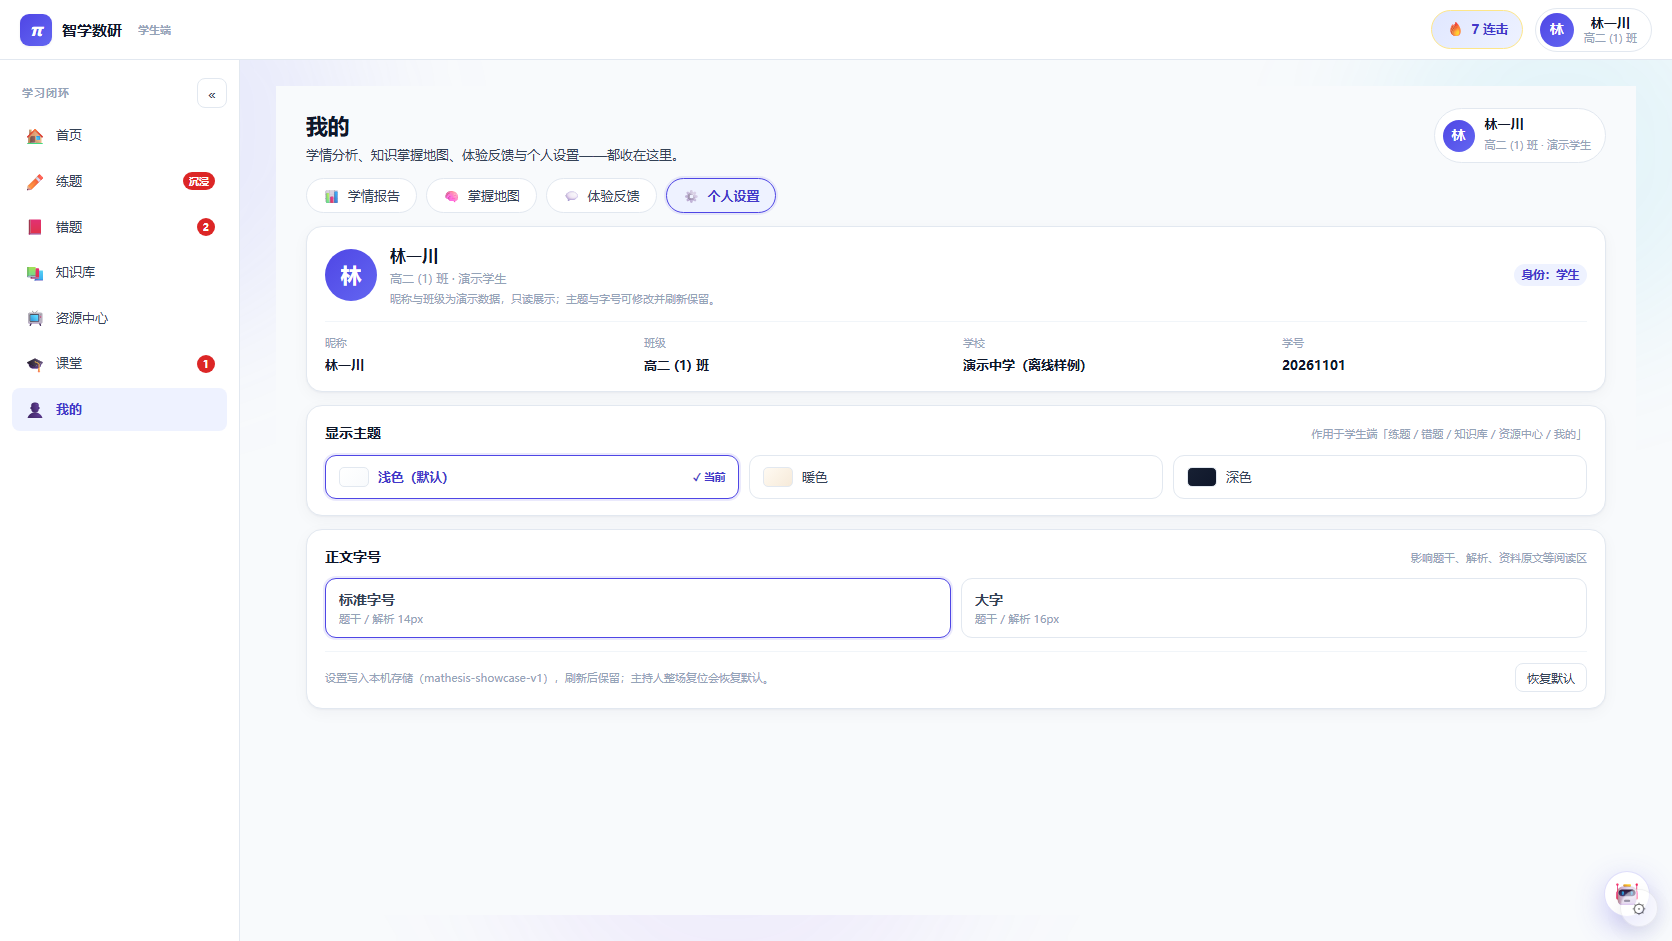 π 智学数研 学生端
7 连击
林 林一川
高二 (1) 班
学习闭环 «
首页
练题 沉浸
错题 2
知识库
资源中心
课堂 1
我的
我的
学情分析、知识掌握地图、体验反馈与个人设置——都收在这里。
林 林一川
高二 (1) 班 · 演示学生
学情报告 掌握地图 体验反馈 个人设置
林 林一川
高二 (1) 班 · 演示学生
昵称与班级为演示数据，只读展示；主题与字号可修改并刷新保留。
身份：学生
昵称 班级 学校 学号
林一川 高二 (1) 班 演示中学（离线样例） 20261101
显示主题 作用于学生端「练题 / 错题 / 知识库 / 资源中心 / 我的」
浅色（默认） ✓ 当前 暖色 深色
正文字号 影响题干、解析、资料原文等阅读区
标准字号 大字
题干 / 解析 14px 题干 / 解析 16px
设置写入本机存储（mathesis-showcase-v1），刷新后保留；主持人整场复位会恢复默认。 恢复默认